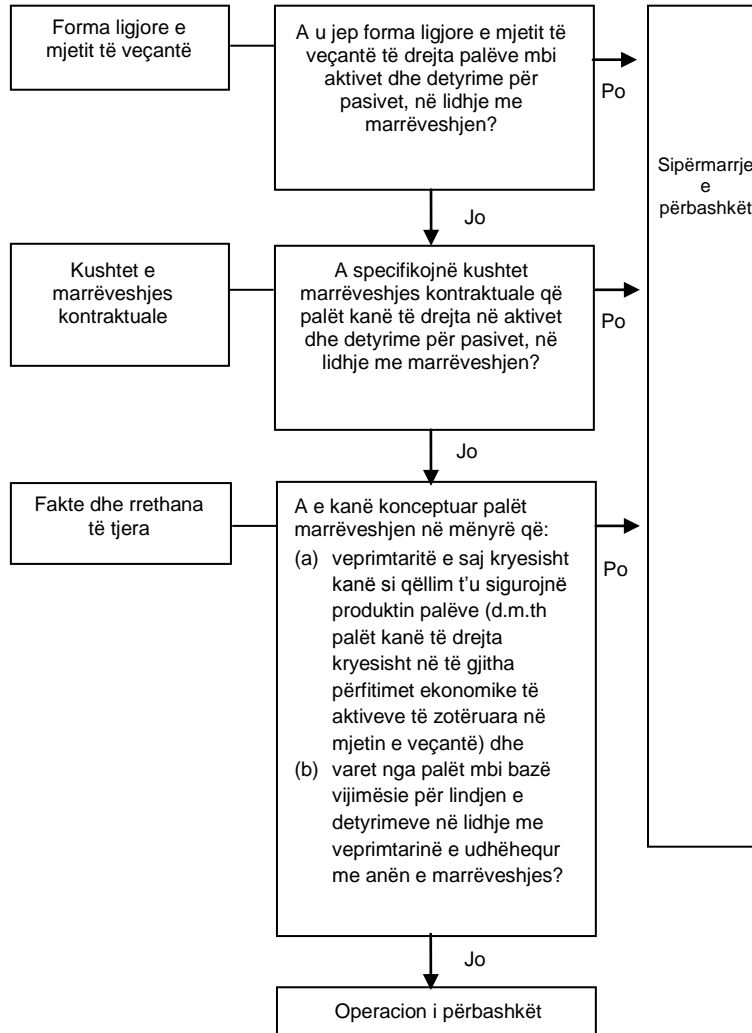 Forma ligjore e
mjetit të veçantë
A u jep forma ligjore e mjetit të
veçantë të drejta palëve mbi
aktivet dhe detyrime për
pasivet, në lidhje me
marrëveshjen?
Po
Sipërmarrje
e
përbashkët
Jo
Kushtet e
marrëveshjes
kontraktuale
A specifikojnë kushtet
marrëveshjes kontraktuale që
palët kanë të drejta në aktivet
dhe detyrime për pasivet, në
lidhje me marrëveshjen?
Po
Jo
Fakte dhe rrethana
të tjera
A e kanë konceptuar palët
marrëveshjen në mënyrë që:
(a) veprimtaritë e saj kryesisht
kanë si qëllim t’u sigurojnë
produktin palëve (d.m.th
palët kanë të drejta
kryesisht në të gjitha
përfitimet ekonomike të
aktiveve të zotëruara në
mjetin e veçantë) dhe
(b) varet nga palët mbi bazë
vijimësie për lindjen e
detyrimeve në lidhje me
veprimtarinë e udhëhequr
me anën e marrëveshjes?
Po
Jo
Operacion i përbashkët